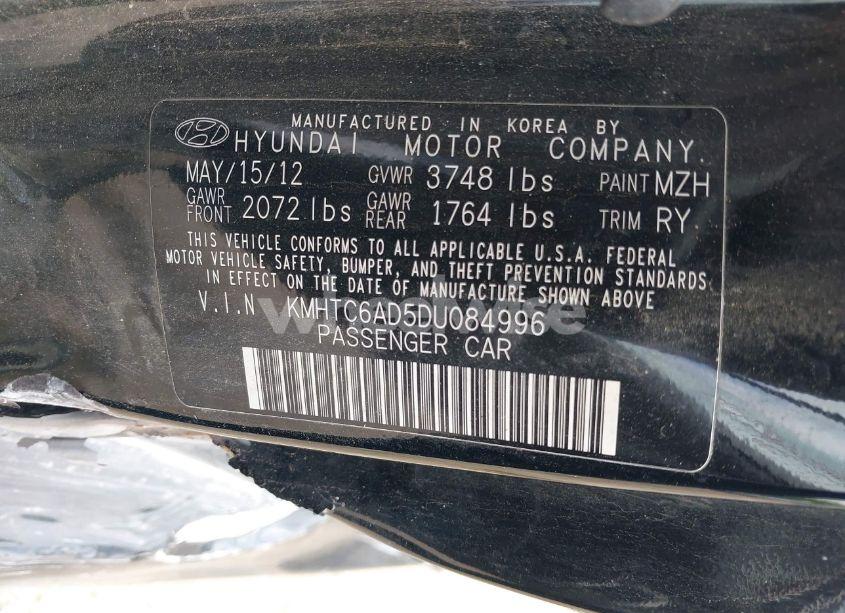 MANUFACTURED IN KOREA BY
HYUNDAI MOTOR COMPANY.
MAY/15/12 GVWR 3748 lbs PAINT MZH
GAWR FRONT 2072 lbs GAWR REAR 1764 lbs TRIM RY
THIS VEHICLE CONFORMS TO ALL APPLICABLE U.S.A. FEDERAL
MOTOR VEHICLE SAFETY, BUMPER, AND THEFT PREVENTION STANDARDS
IN EFFECT ON THE DATE OF MANUFACTURE SHOWN ABOVE
V.I.N KMHTC6AD5DU084996
PASSENGER CAR